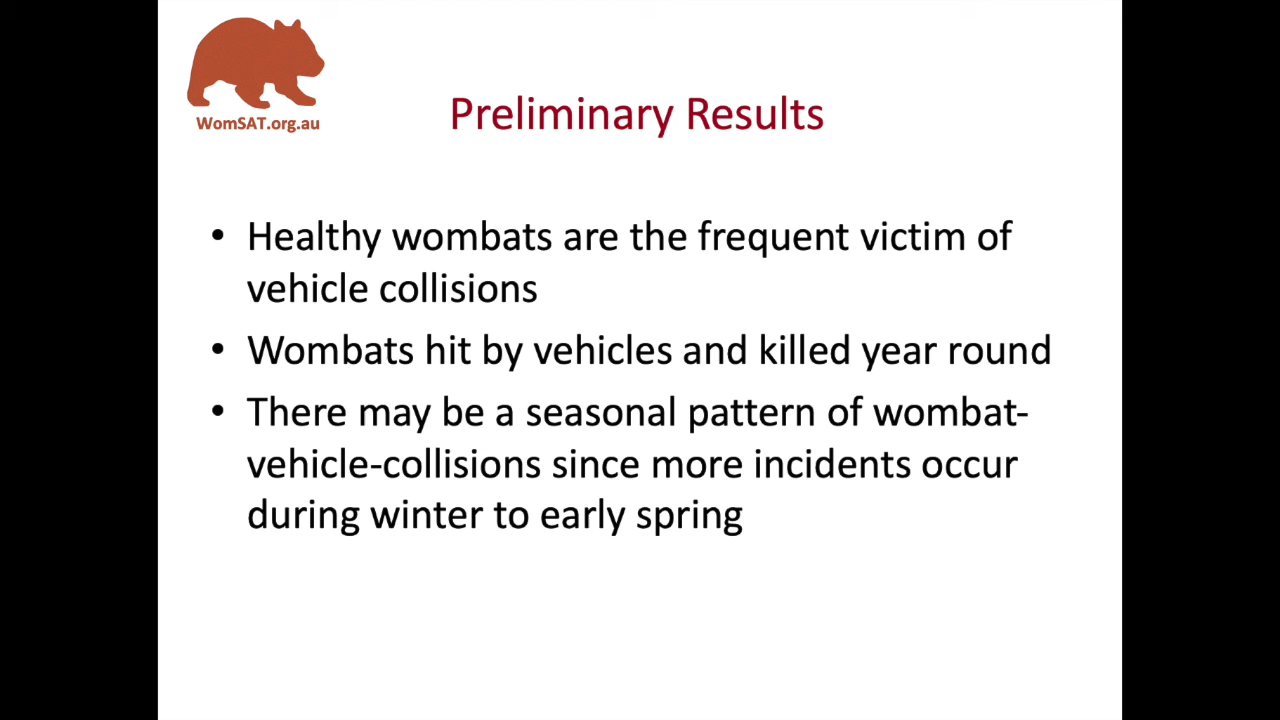 WomSAT.org.au
Preliminary Results
• Healthy wombats are the frequent victim of
vehicle collisions
• Wombats hit by vehicles and killed year round
• There may be a seasonal pattern of wombat-
vehicle-collisions since more incidents occur
during winter to early spring